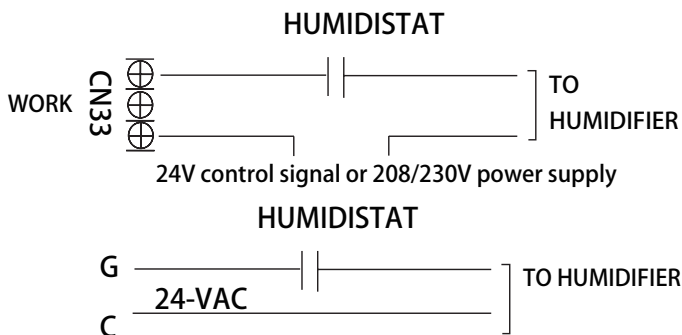 HUMIDISTAT
WORK
CN33
TO
HUMIDIFIER
24V control signal or 208/230V power supply
HUMIDISTAT
G
24-VAC
C
TO HUMIDIFIER